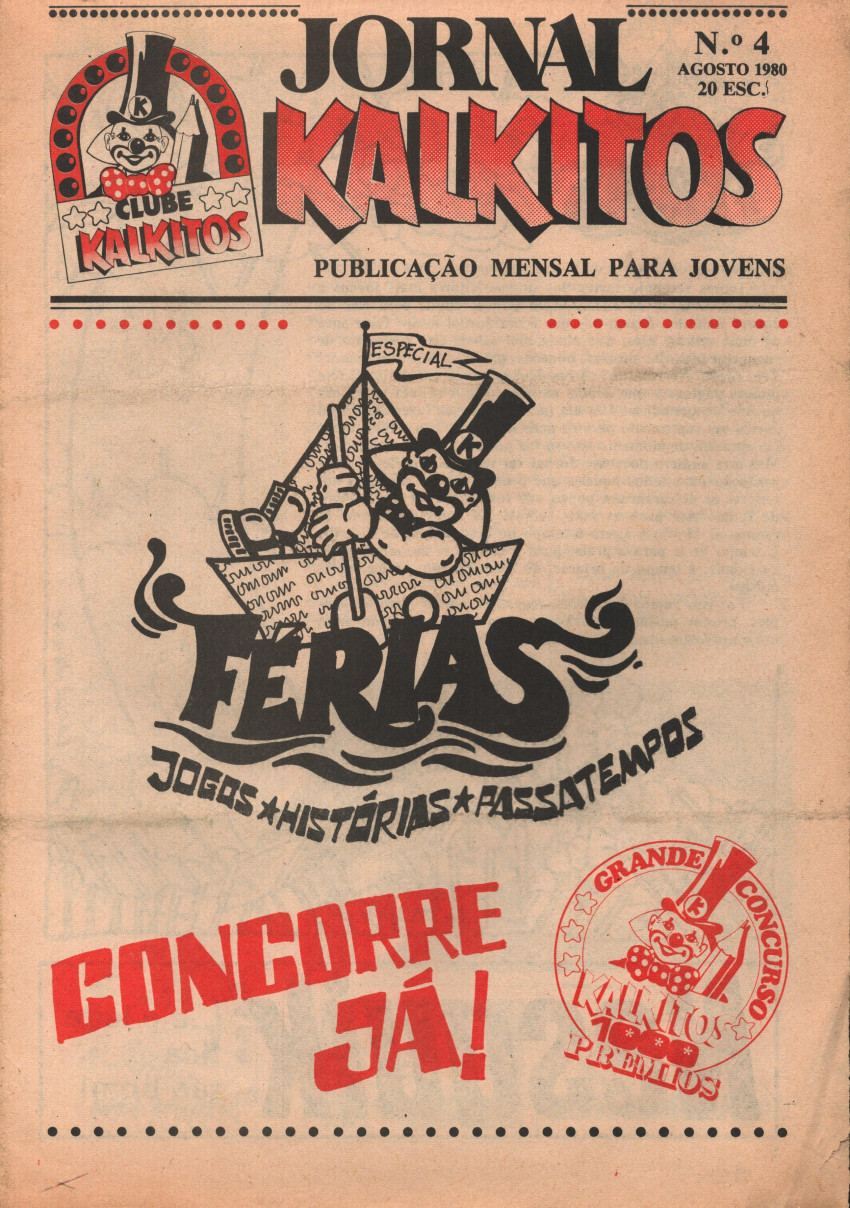 JORNAL
KALKITOS
N.º 4
AGOSTO 1980
20 ESC.
K
CLUBE
KALKITOS
PUBLICAÇÃO MENSAL PARA JOVENS
ESPECIAL
K
FÉRIAS
JOGOS ★ HISTÓRIAS ★ PASSATEMPOS
CONCORRE
JÁ!
GRANDE CONCURSO
K
KALKITOS
1000
PREMIOS